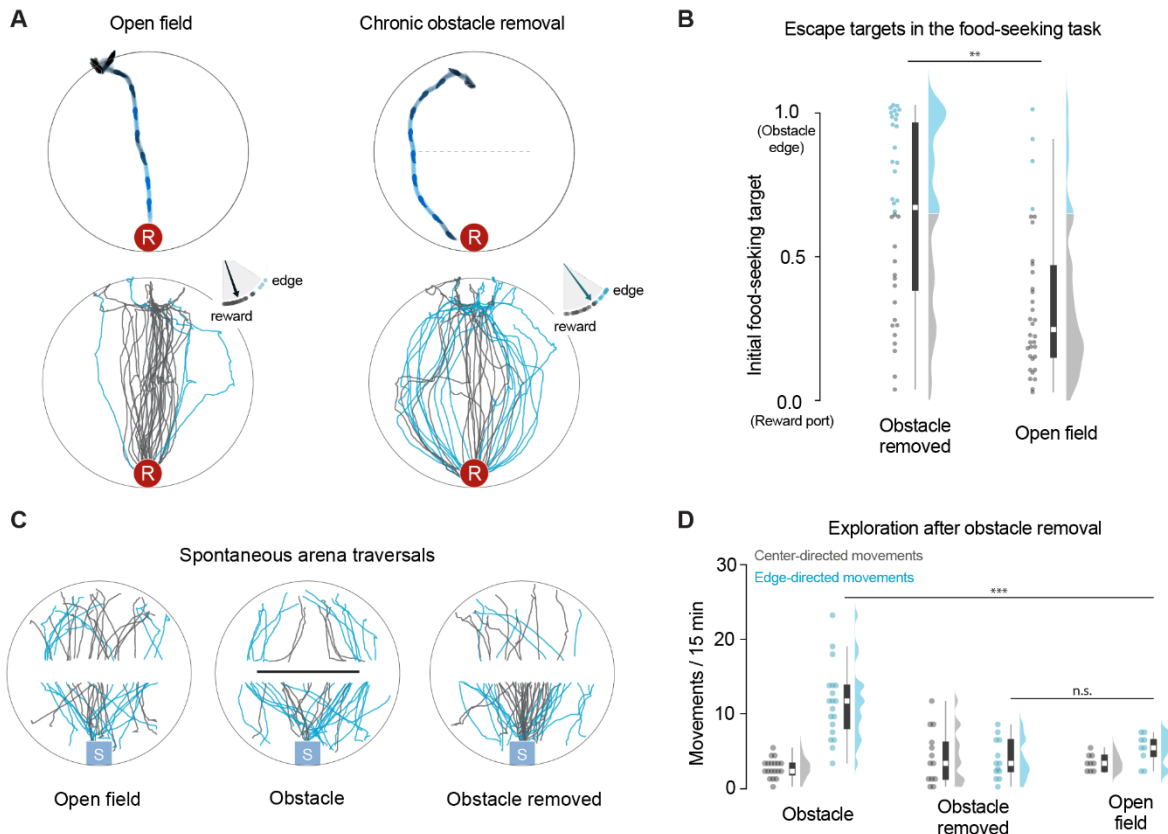 A
Open field
Chronic obstacle removal
R
R
edge
reward
edge
reward
R
R
B
Escape targets in the food-seeking task
**
Initial food-seeking target
1.0
(Obstacle
edge)
0.5
0.0
(Reward port)
Obstacle
removed
Open field
C
Spontaneous arena traversals
S
S
S
Open field
Obstacle
Obstacle removed
D
Exploration after obstacle removal
Center-directed movements
Edge-directed movements
***
n.s.
Movements / 15 min
30
20
10
0
Obstacle
Obstacle
removed
Open
field